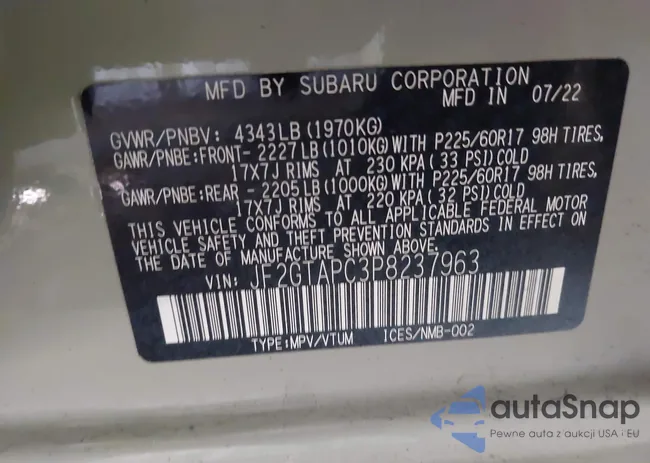 MFD BY SUBARU CORPORATION
MFD IN 07/22
GVWR/PNBV: 4343LB(1970KG)
GAWR/PNBE:FRONT- 2227LB(1010KG)WITH P225/60R17 98H TIRES,
17X7J RIMS AT 230 KPA(33 PSI)COLD
GAWR/PNBE:REAR - 2205LB(1000KG)WITH P225/60R17 98H TIRES,
17X7J RIMS AT 220 KPA(32 PSI)COLD
THIS VEHICLE CONFORMS TO ALL APPLICABLE FEDERAL MOTOR
VEHICLE SAFETY AND THEFT PREVENTION STANDARDS IN EFFECT ON
THE DATE OF MANUFACTURE SHOWN ABOVE.
VIN: JF2GTAPC3P8237963
TYPE:MPV/VTUM ICES/NMB-002
autaSnap
Pewne auta z aukcji USA i EU